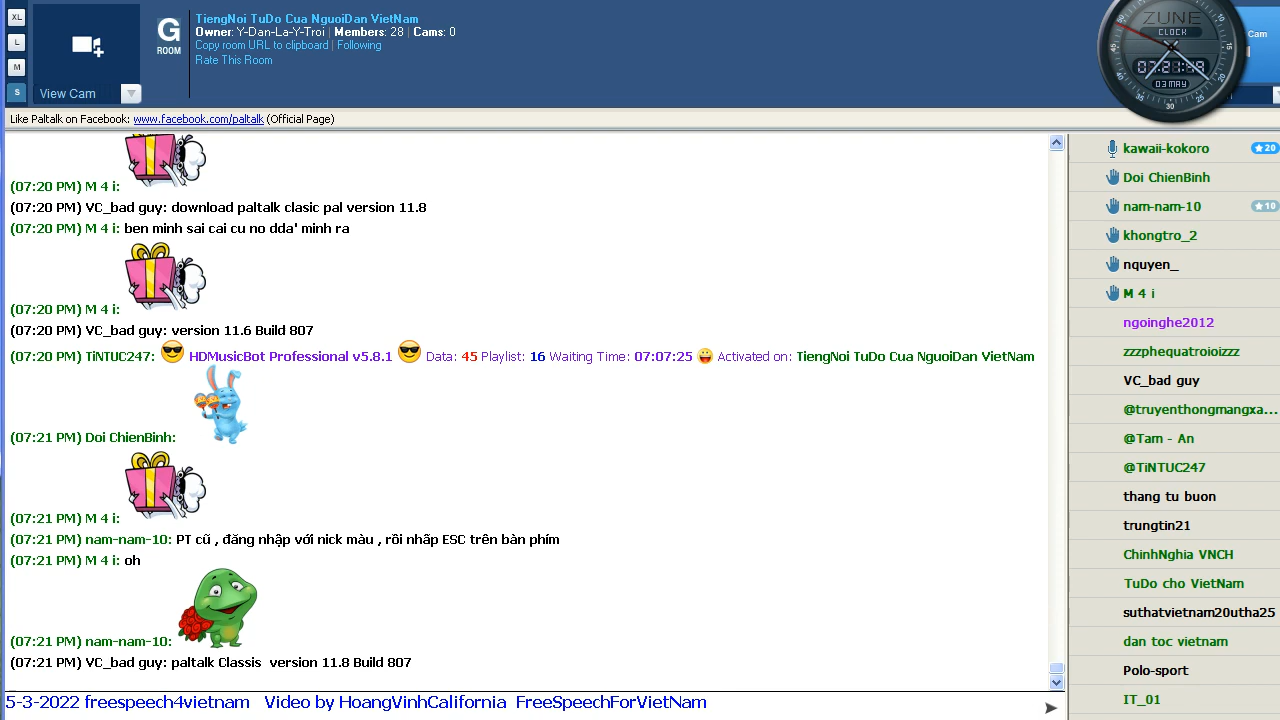 XL
L
M
S
View Cam
G
ROOM
TiengNoi TuDo Cua NguoiDan VietNam
Owner: Y-Dan-La-Y-Troi | Members: 28 | Cams: 0
Copy room URL to clipboard | Following
Rate This Room
ZUNE
CLOCK
07:21:49
03 MAY
Cam
Like Paltalk on Facebook: www.facebook.com/paltalk (Official Page)
(07:20 PM) M 4 i:
(07:20 PM) VC_bad guy: download paltalk clasic pal version 11.8
(07:20 PM) M 4 i: ben minh sai cai cu no dda' minh ra
(07:20 PM) M 4 i:
(07:20 PM) VC_bad guy: version 11.6 Build 807
(07:20 PM) TiNTUC247: HDMusicBot Professional v5.8.1 Data: 45 Playlist: 16 Waiting Time: 07:07:25 Activated on: TiengNoi TuDo Cua NguoiDan VietNam
(07:21 PM) Doi ChienBinh:
(07:21 PM) M 4 i:
(07:21 PM) nam-nam-10: PT cũ , đăng nhập với nick màu , rồi nhấp ESC trên bàn phím
(07:21 PM) M 4 i: oh
(07:21 PM) nam-nam-10:
(07:21 PM) VC_bad guy: paltalk Classis version 11.8 Build 807
5-3-2022 freespeech4vietnam Video by HoangVinhCalifornia FreeSpeechForVietNam
kawaii-kokoro 20
Doi ChienBinh
nam-nam-10 10
khongtro_2
nquyen_
M 4 i
ngoinghe2012
zzzphequatroioizzz
VC_bad guy
@truyenthongmangxa...
@Tam - An
@TiNTUC247
thang tu buon
trungtin21
ChinhNghia VNCH
TuDo cho VietNam
suthatvietnam20utha25
dan toc vietnam
Polo-sport
IT_01